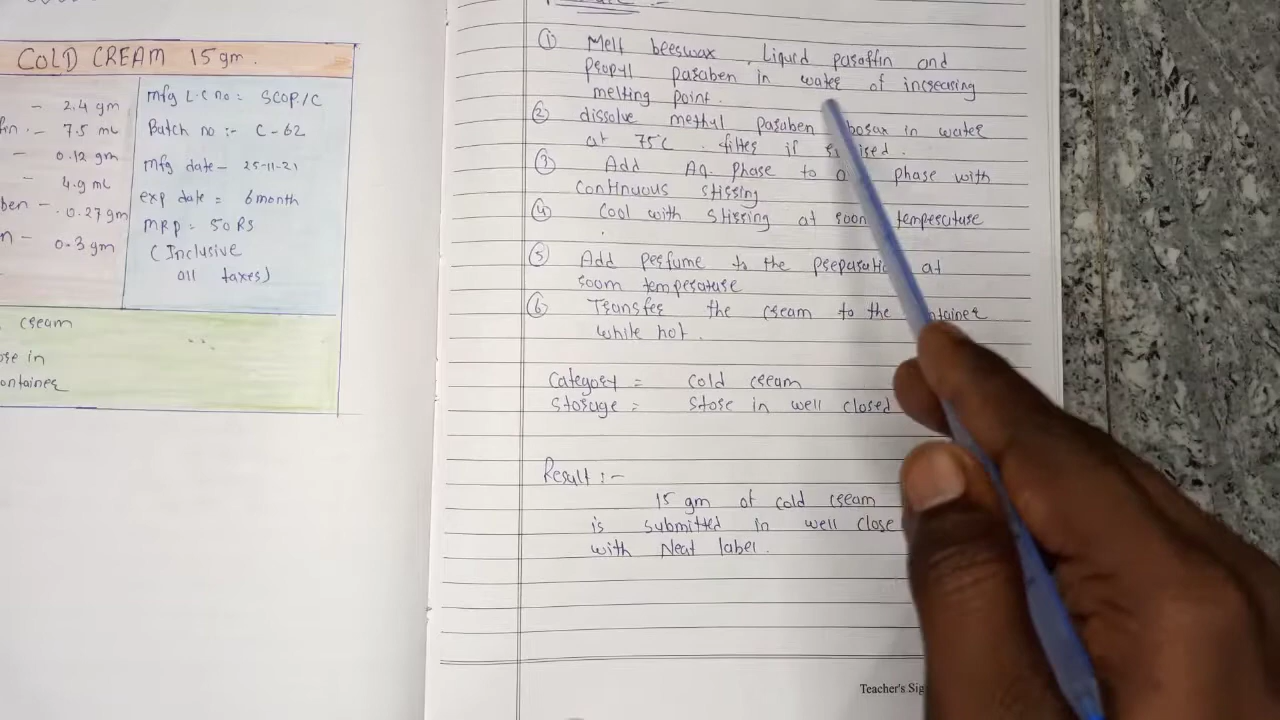 COLD CREAM 15 gm.
- 2.4 gm
- 7.5 mL
- 0.12 gm
- 4.9 mL
- 0.27 gm
- 0.3 gm
mfg L.C no: SCOP/C
Batch no :- C-62
mfg date - 25-11-21
exp date = 6 month
MRP: 50 RS
(Inclusive
all taxes)
cream
in
① Melt beeswax, Liquid paraffin and
propyl paraben in water of increasing
melting point.
② dissolve methyl paraben borax in water
at 75°C. filter if
③ Add Aq. phase to phase with
continuous stirring
④ Cool with stirring at room temperature
⑤ Add perfume to the at
room temperature
⑥ Transfer the cream to the
while hot.
Category = cold cream
Storage = store in well closed
Result :-
15 gm of cold cream
is submitted in well close
with Neat label.
Teacher's